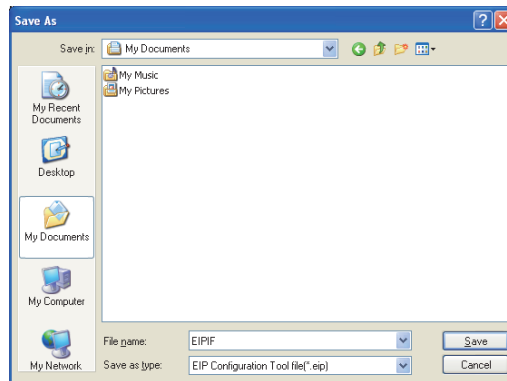 Save As
Save in:
My Documents
My Recent
Documents
Desktop
My Documents
My Computer
My Network
My Music
My Pictures
File name:
EIPIF
Save
Save as type:
EIP Configuration Tool file(*.eip)
Cancel